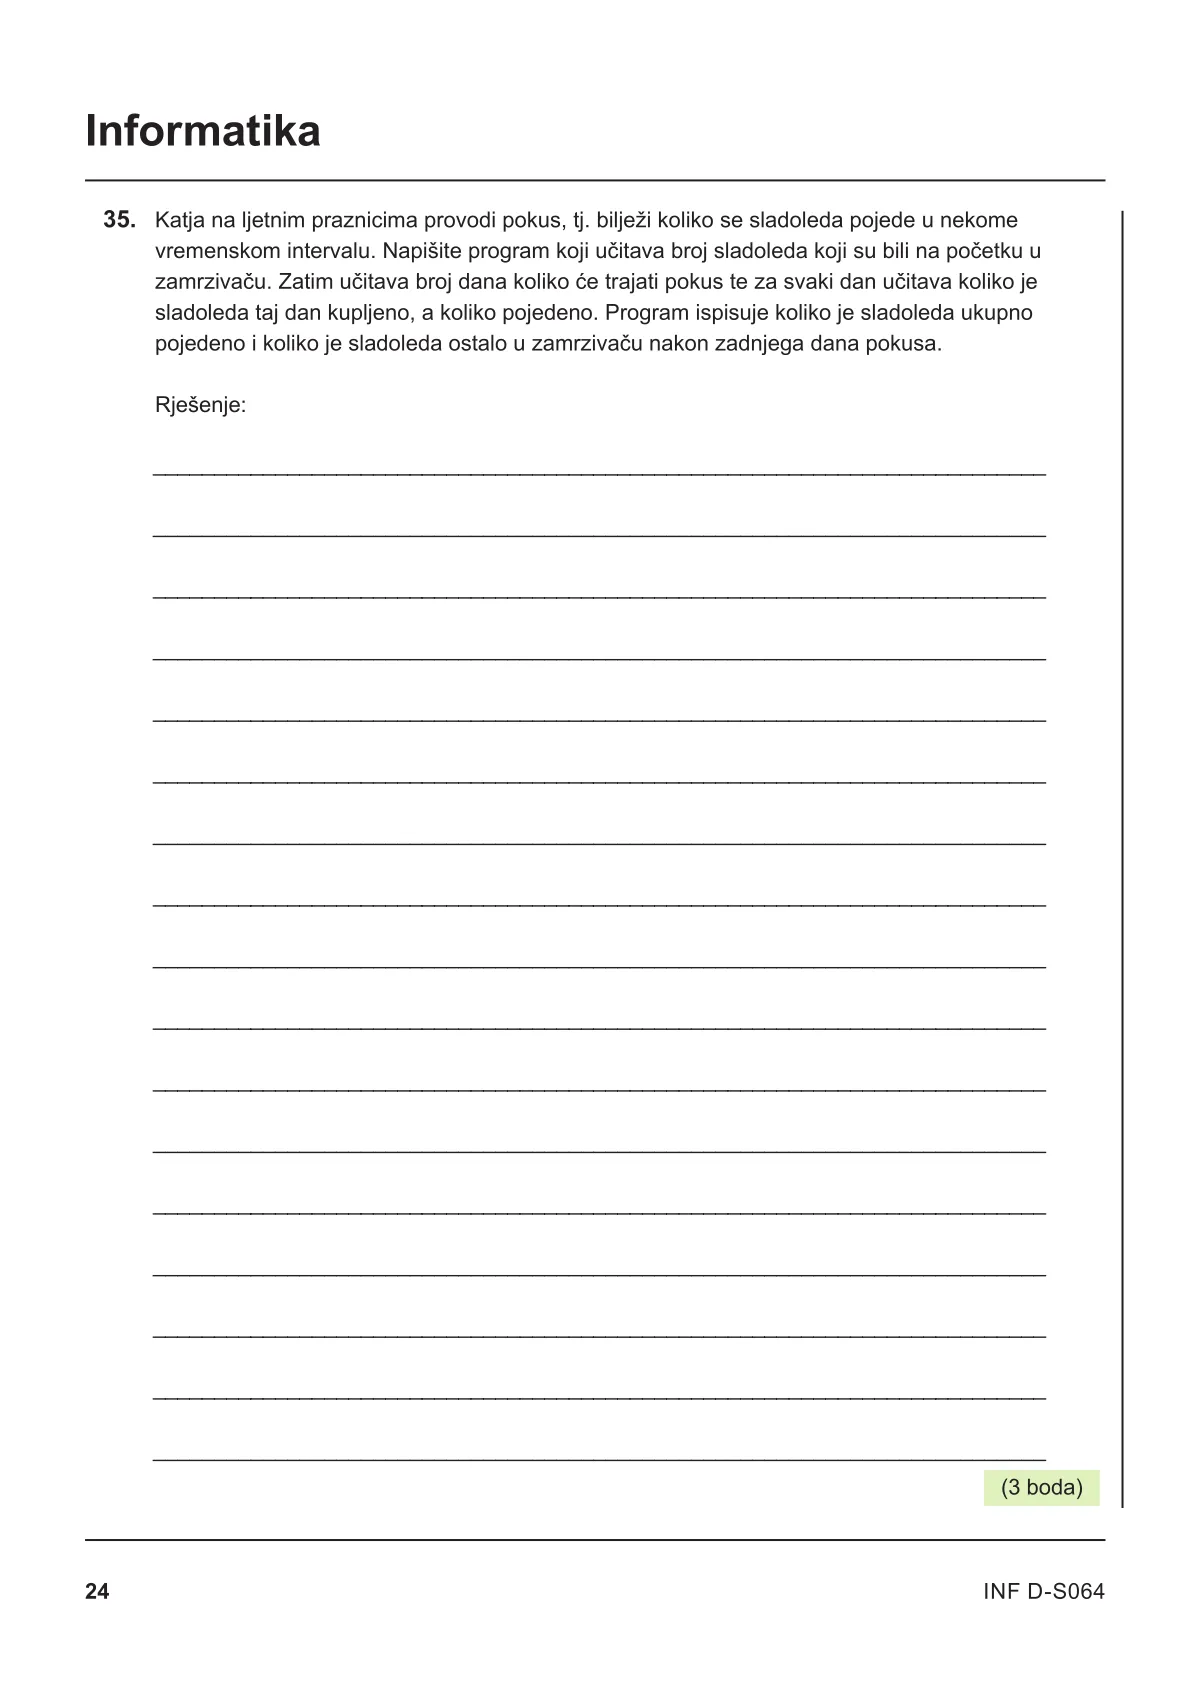 Informatika
35. Katja na ljetnim praznicima provodi pokus, tj. bilježi koliko se sladoleda pojede u nekome
vremenskom intervalu. Napišite program koji učitava broj sladoleda koji su bili na početku u
zamrzivaču. Zatim učitava broj dana koliko će trajati pokus te za svaki dan učitava koliko je
sladoleda taj dan kupljeno, a koliko pojedeno. Program ispisuje koliko je sladoleda ukupno
pojedeno i koliko je sladoleda ostalo u zamrzivaču nakon zadnjega dana pokusa.
Rješenje:
(3 boda)
24 INF D-S064